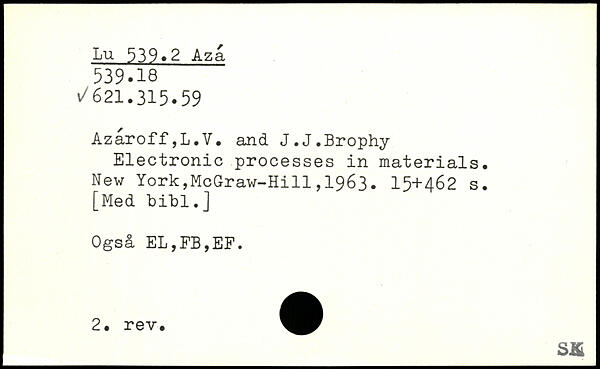 Lu 539.2 Azá
539.18
✓621.315.59
Azároff,L.V. and J.J.Brophy
Electronic processes in materials.
New York,McGraw-Hill,1963. 15+462 s.
[Med bibl.]
Også EL,FB,EF.
2. rev.